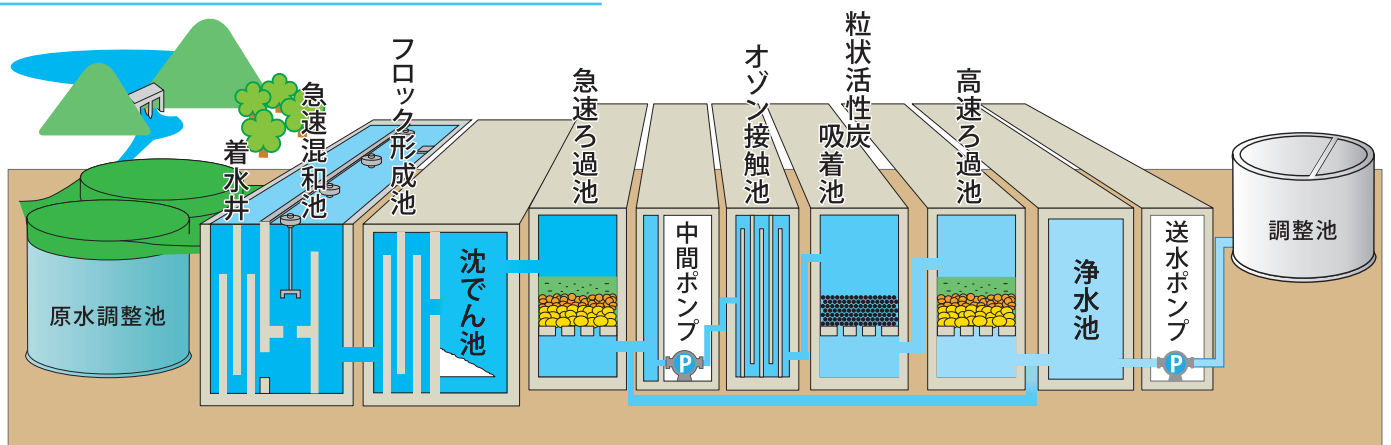 原水調整池
着水井
急速混和池
フロック形成池
沈でん池
急速ろ過池
中間ポンプ
P
オゾン接触池
粒状活性炭
吸着池
高速ろ過池
浄水池
送水ポンプ
P
調整池